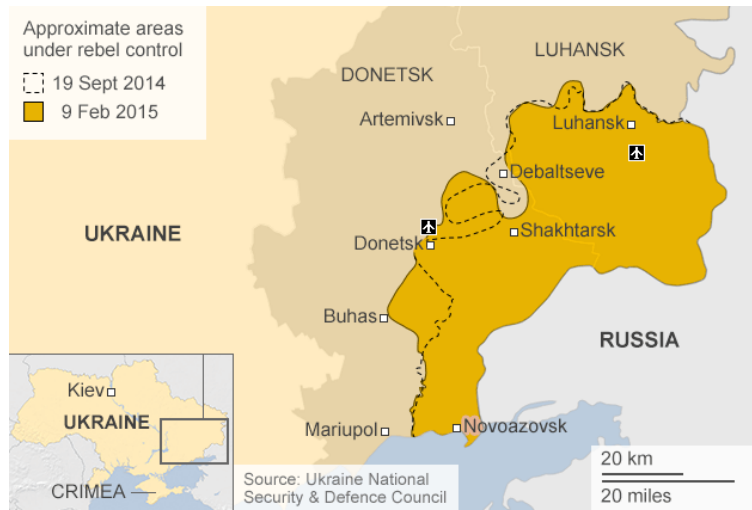 Approximate areas
under rebel control
19 Sept 2014
9 Feb 2015
LUHANSK
DONETSK
Artemivsk
Luhansk
Debaltseve
UKRAINE
Donetsk
Shakhtarsk
Buhas
RUSSIA
Kiev
UKRAINE
Mariupol
Novoazovsk
CRIMEA
Source: Ukraine National
Security & Defence Council
20 km
20 miles